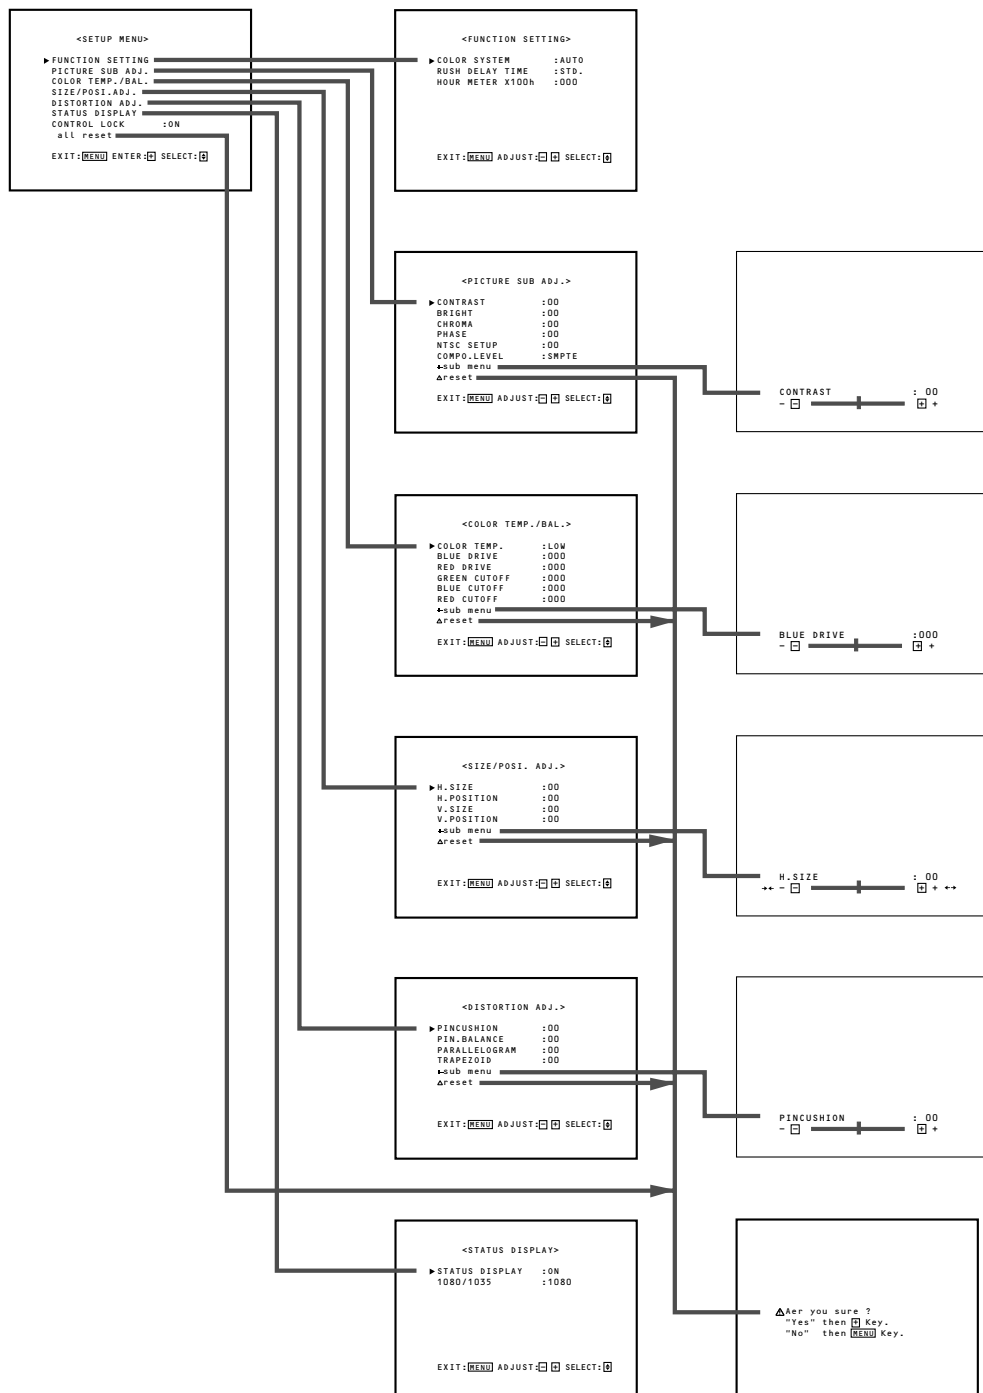 <SETUP MENU>
▶FUNCTION SETTING
PICTURE SUB ADJ.
COLOR TEMP./BAL.
SIZE/POSI.ADJ.
DISTORTION ADJ.
STATUS DISPLAY
CONTROL LOCK :ON
all reset
EXIT:MENU ENTER:+ SELECT:
<FUNCTION SETTING>
▶COLOR SYSTEM :AUTO
RUSH DELAY TIME :STD.
HOUR METER X100h :000
EXIT:MENU ADJUST:− + SELECT:
<PICTURE SUB ADJ.>
▶CONTRAST :00
BRIGHT :00
CHROMA :00
PHASE :00
NTSC SETUP :00
COMPO.LEVEL :SMPTE
sub menu
△reset
EXIT:MENU ADJUST:− + SELECT:
CONTRAST : 00
− − + +
<COLOR TEMP./BAL.>
▶COLOR TEMP. :LOW
BLUE DRIVE :000
RED DRIVE :000
GREEN CUTOFF :000
BLUE CUTOFF :000
RED CUTOFF :000
sub menu
△reset
EXIT:MENU ADJUST:− + SELECT:
BLUE DRIVE :000
− − + +
<SIZE/POSI. ADJ.>
▶H.SIZE :00
H.POSITION :00
V.SIZE :00
V.POSITION :00
sub menu
△reset
EXIT:MENU ADJUST:− + SELECT:
H.SIZE : 00
→← − − + + ←→
<DISTORTION ADJ.>
▶PINCUSHION :00
PIN.BALANCE :00
PARALLELOGRAM :00
TRAPEZOID :00
sub menu
△reset
EXIT:MENU ADJUST:− + SELECT:
PINCUSHION : 00
− − + +
<STATUS DISPLAY>
▶STATUS DISPLAY :ON
1080/1035 :1080
EXIT:MENU ADJUST:− + SELECT:
⚠Aer you sure ?
"Yes" then + Key.
"No" then MENU Key.